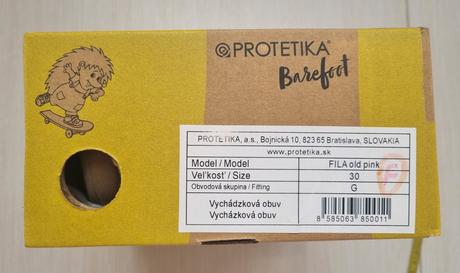 PROTETIKA®
Barefoot
PROTETIKA, a.s., Bojnická 10, 823 65 Bratislava, SLOVAKIA
www.protetika.sk
Model / Model FILA old pink
Veľkosť / Size 30
Obvodová skupina / Fitting G
Vychádzková obuv
Vycházková obuv
8 585063 850011